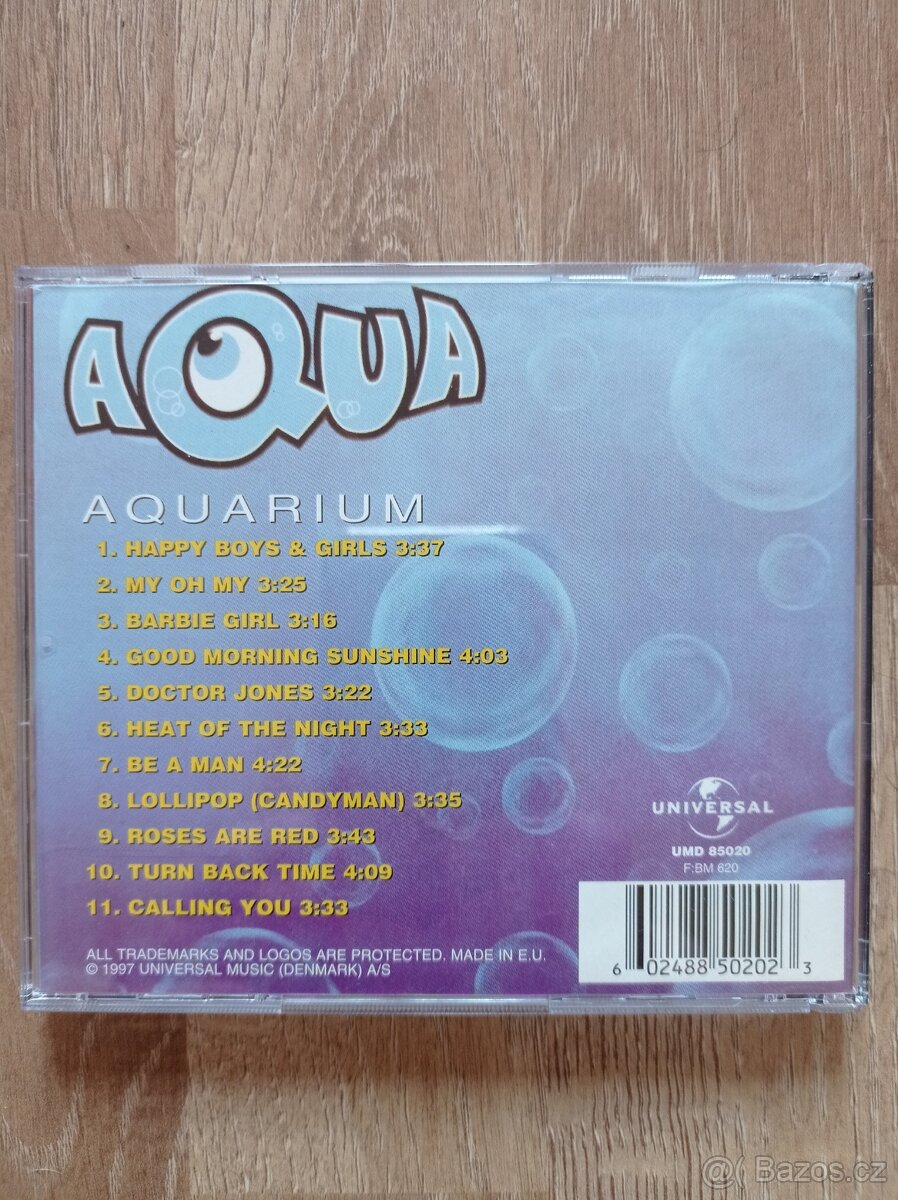 AQUA
AQUARIUM
1. HAPPY BOYS & GIRLS 3:37
2. MY OH MY 3:25
3. BARBIE GIRL 3:16
4. GOOD MORNING SUNSHINE 4:03
5. DOCTOR JONES 3:22
6. HEAT OF THE NIGHT 3:33
7. BE A MAN 4:22
8. LOLLIPOP (CANDYMAN) 3:35
9. ROSES ARE RED 3:43
10. TURN BACK TIME 4:09
11. CALLING YOU 3:33
ALL TRADEMARKS AND LOGOS ARE PROTECTED. MADE IN E.U.
© 1997 UNIVERSAL MUSIC (DENMARK) A/S
UNIVERSAL
UMD 85020
F:BM 620
6 02488 50202 3
@( Bazos.cz